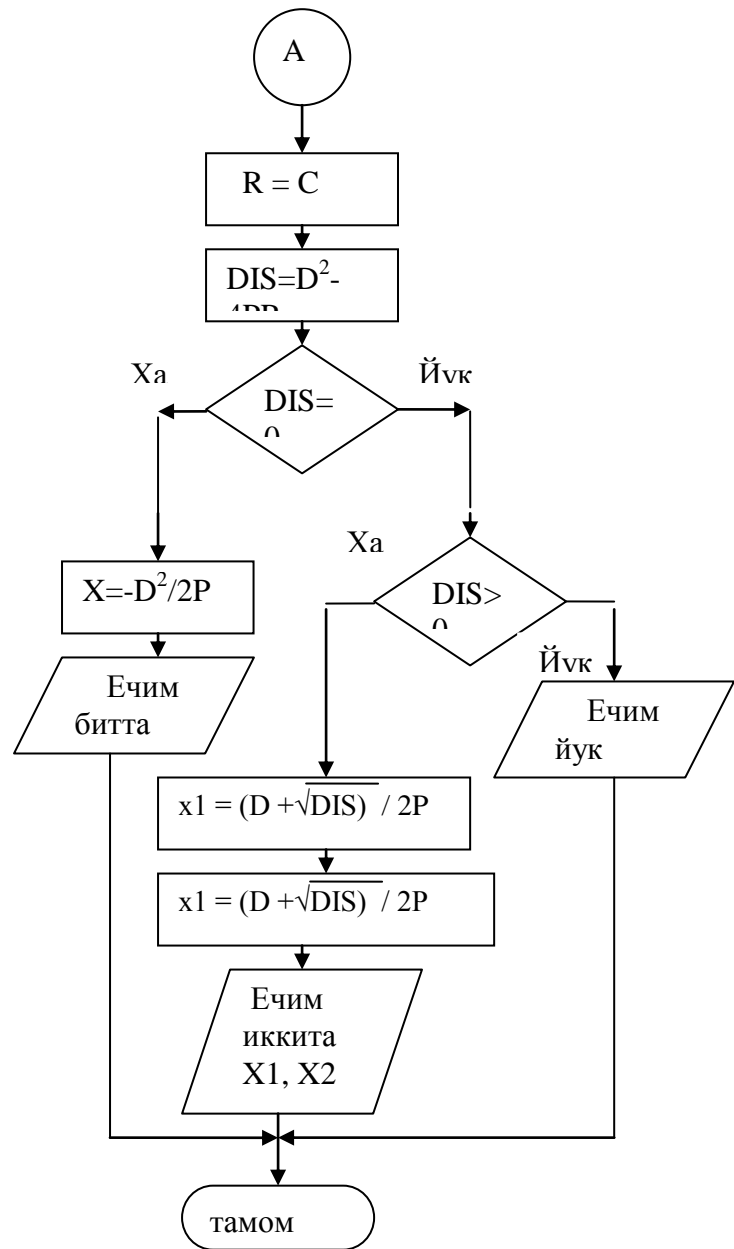 A
R = C
DIS=D²-
Ха
Йук
DIS=
Ха
X=-D²/2P
DIS>
Йук
Ечим
битта
Ечим
йук
x1 = (D +√DIS) / 2P
x1 = (D +√DIS) / 2P
Ечим
иккита
X1, X2
тамом